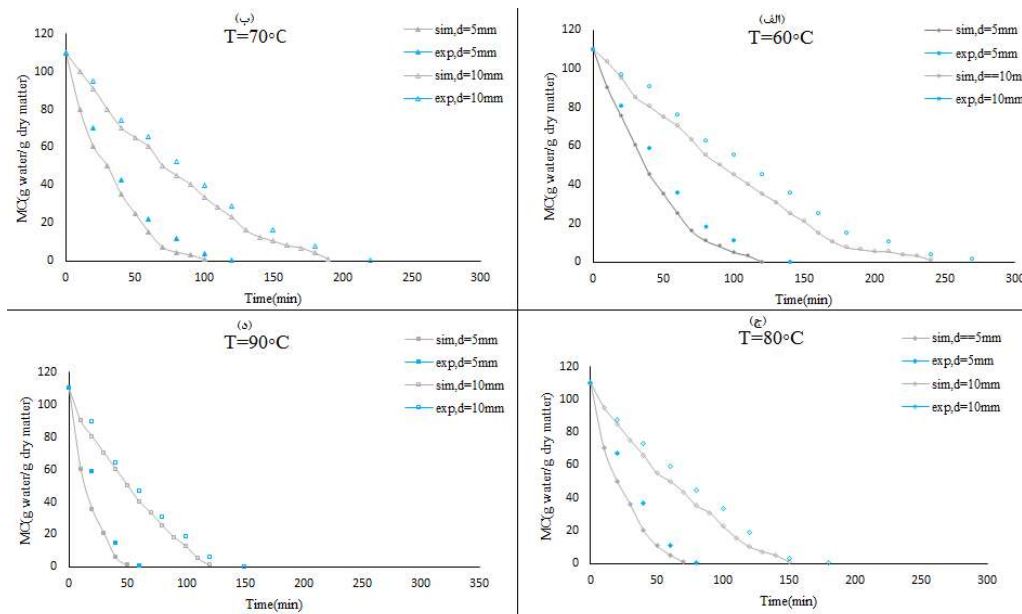 (ب)
T=70°C
sim,d=5mm
exp,d=5mm
sim,d=10mm
exp,d=10mm
MC(g water/g dry matter)
120
100
80
60
40
20
0
0 50 100 150 200 250 300
Time(min)
(الف)
T=60°C
sim,d=5mm
exp,d=5mm
sim,d==10m
exp,d=10mm
MC(g water/g dry matter)
120
100
80
60
40
20
0
0 50 100 150 200 250 300
Time(min)
(د)
T=90°C
sim,d=5mm
exp,d=5mm
sim,d=10mm
exp,d=10mm
MC(g water/g dry matter)
120
100
80
60
40
20
0
0 50 100 150 200 250 300 350
Time(min)
(ج)
T=80°C
sim,d==5mm
exp,d=5mm
sim,d=10mm
exp,d=10mm
MC(g water/g dry matter)
120
100
80
60
40
20
0
0 50 100 150 200 250 300
Time(min)